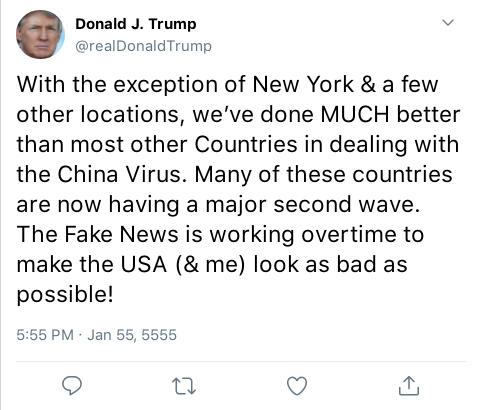 Donald J. Trump
@realDonaldTrump
With the exception of New York & a few
other locations, we’ve done MUCH better
than most other Countries in dealing with
the China Virus. Many of these countries
are now having a major second wave.
The Fake News is working overtime to
make the USA (& me) look as bad as
possible!
5:55 PM · Jan 55, 5555